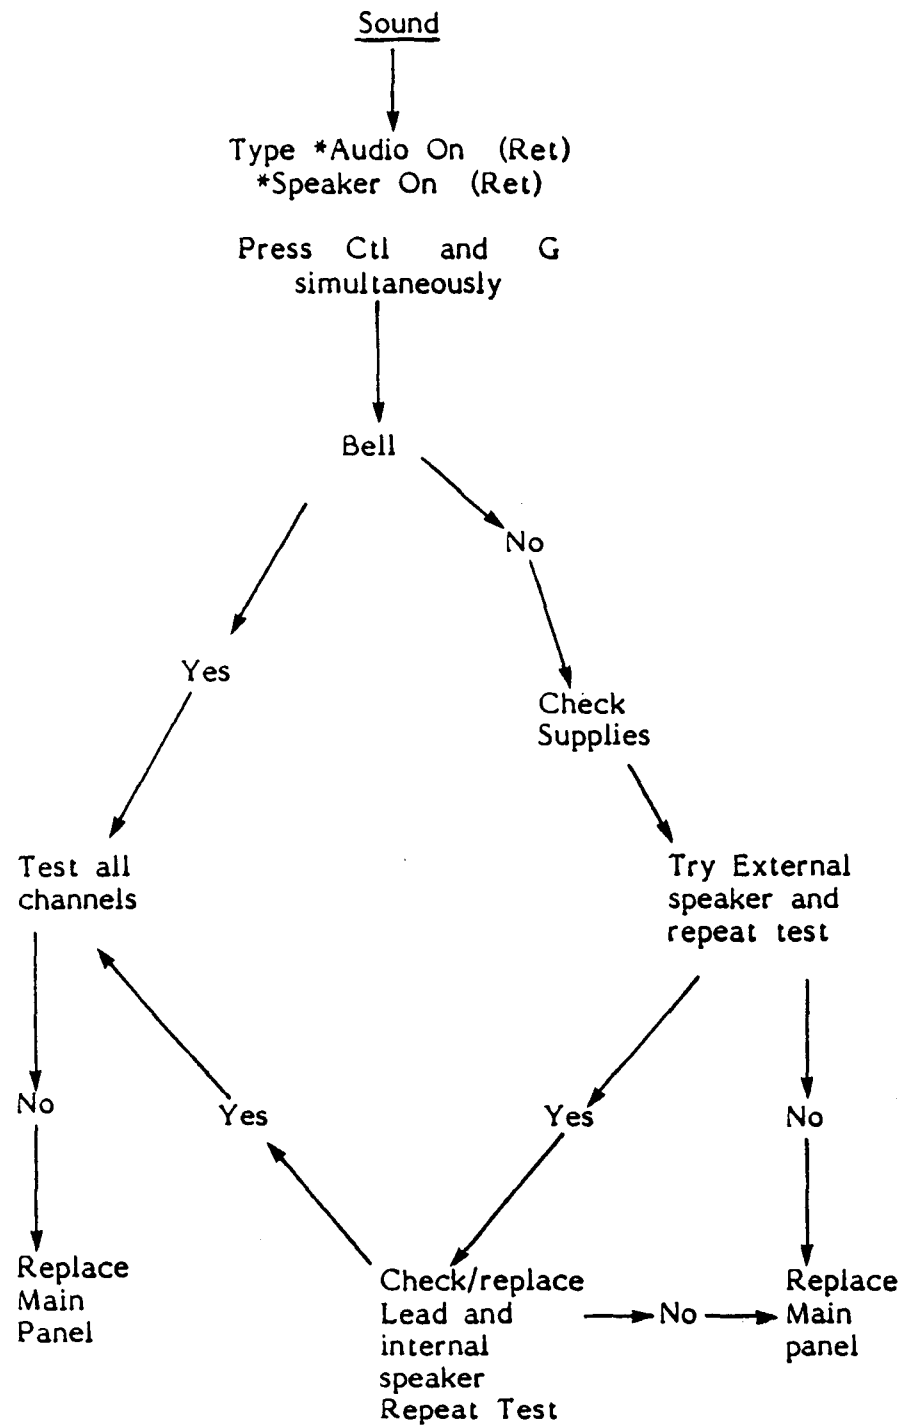 Sound
Type *Audio On (Ret)
*Speaker On (Ret)
Press Ctl and G
simultaneously
Bell
No
Yes
Check
Supplies
Test all
channels
Try External
speaker and
repeat test
No
Yes
Yes
No
Replace
Main
Panel
Check/replace
Lead and
internal
speaker
Repeat Test
No
Replace
Main
panel